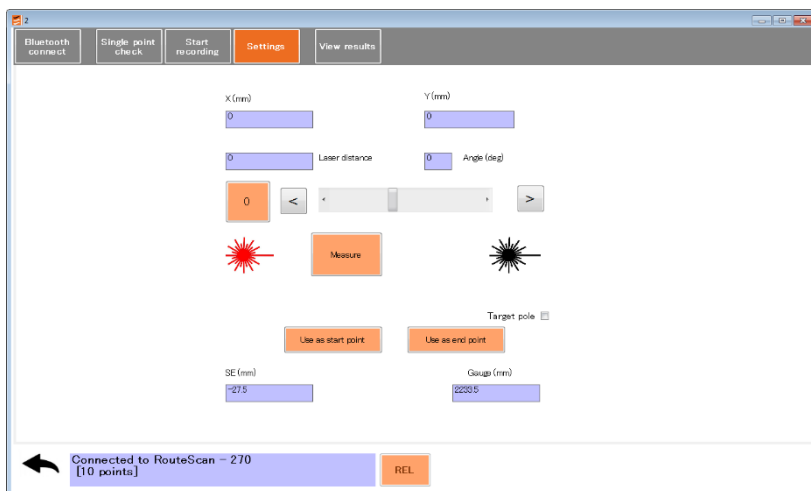 2
Bluetooth
connect
Single point
check
Start
recording
Settings
View results
X (mm)
Y (mm)
0
0
0
Laser distance
0
Angle (deg)
0
<
>
Measure
Target pole
Use as start point
Use as end point
SE (mm)
Gauge (mm)
-27.5
2233.5
Connected to RouteScan - 270
[10 points]
REL